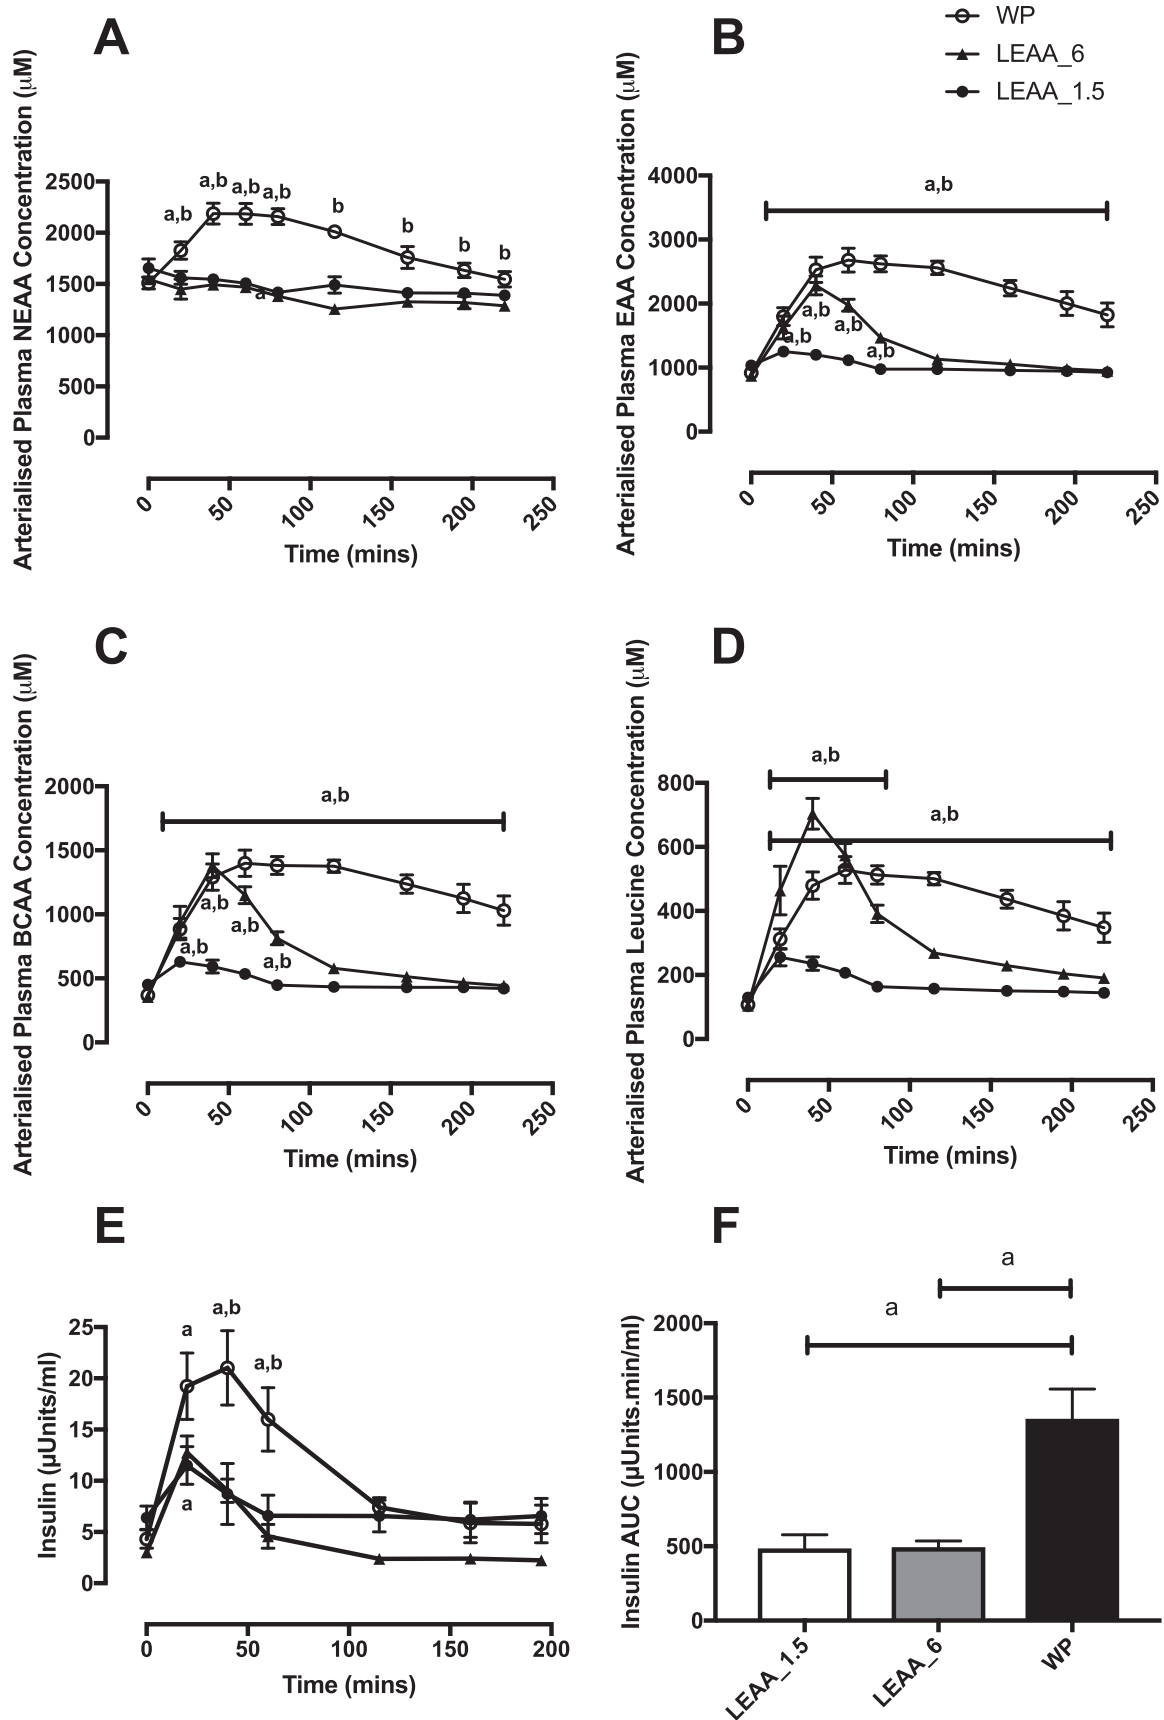 WP
LEAA_6
LEAA_1.5
A
Arterialised Plasma NEAA Concentration (μM)
2500
2000
1500
1000
500
0
a,b
a,b
a,b
a,b
b
b
b
b
a
0
50
100
150
200
250
Time (mins)
B
Arterialised Plasma EAA Concentration (μM)
4000
3000
2000
1000
0
a,b
a,b
a,b
a,b
a,b
0
50
100
150
200
250
Time (mins)
C
Arterialised Plasma BCAA Concentration (μM)
2000
1500
1000
500
0
a,b
a,b
a,b
a,b
a,b
0
50
100
150
200
250
Time (mins)
D
Arterialised Plasma Leucine Concentration (μM)
800
600
400
200
0
a,b
a,b
0
50
100
150
200
250
Time (mins)
E
Insulin (μUnits/ml)
25
20
15
10
5
0
a
a,b
a,b
a
0
50
100
150
200
Time (mins)
F
Insulin AUC (μUnits.min/ml)
2000
1500
1000
500
0
a
a
LEAA_1.5
LEAA_6
WP